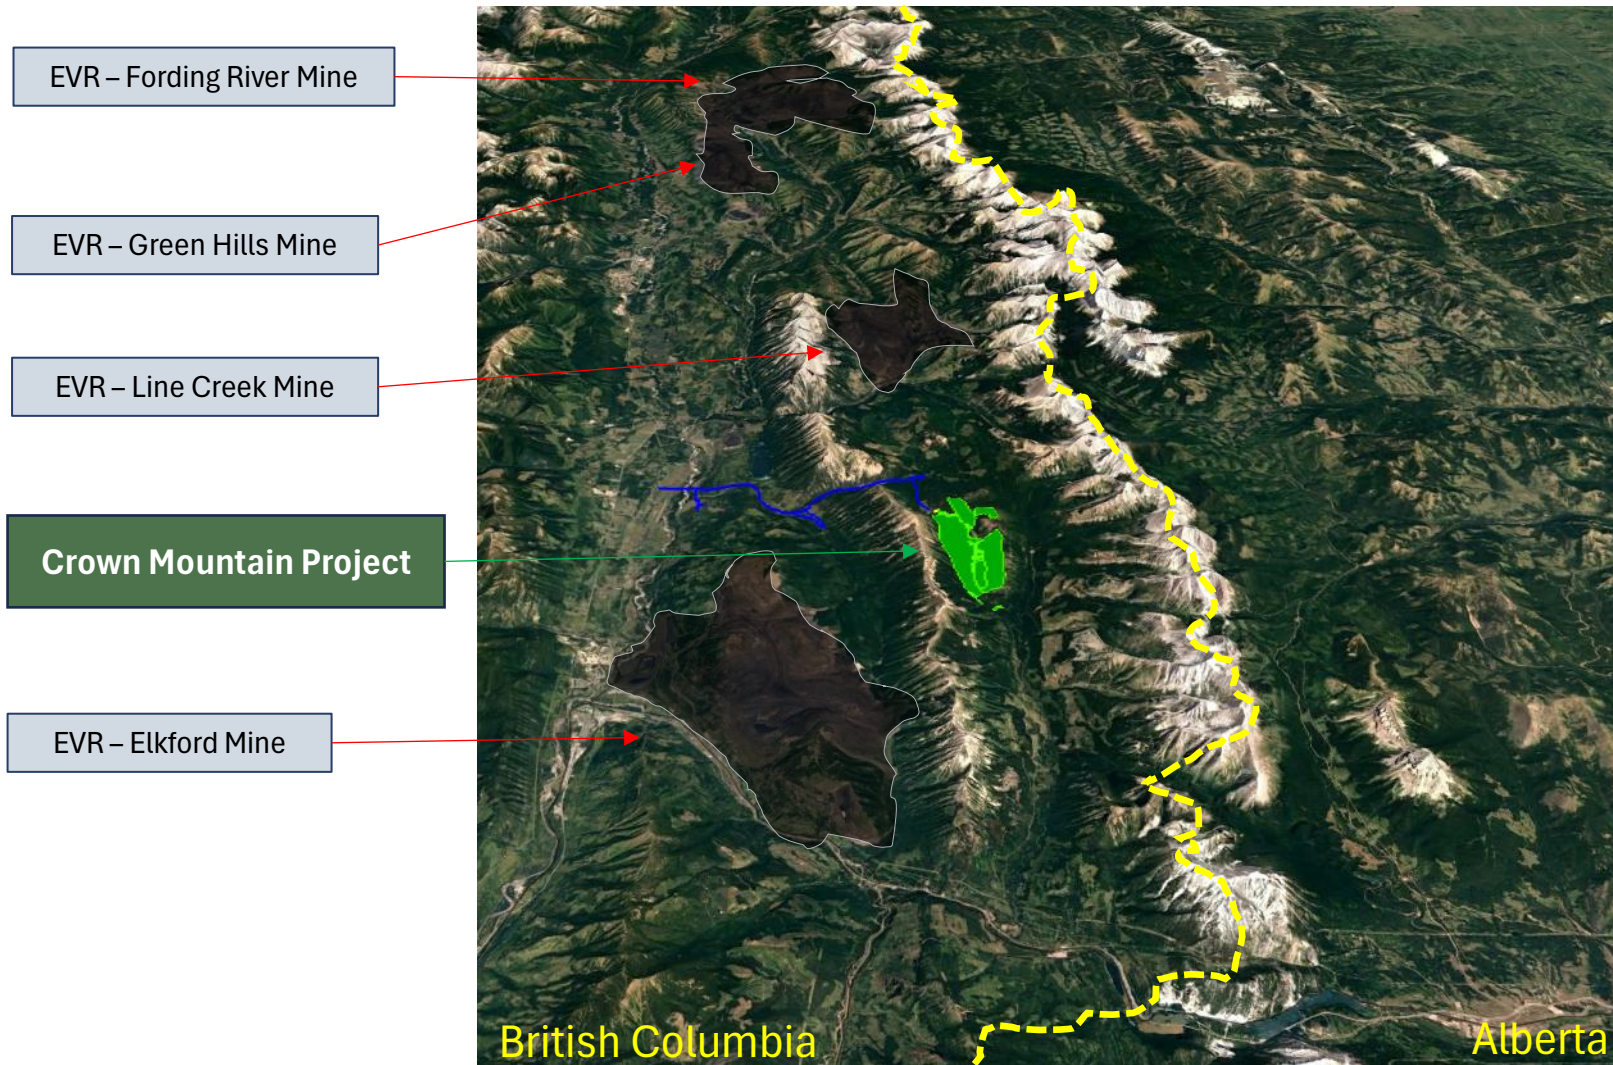 EVR – Fording River Mine
EVR – Green Hills Mine
EVR – Line Creek Mine
Crown Mountain Project
EVR – Elkford Mine
British Columbia
Alberta